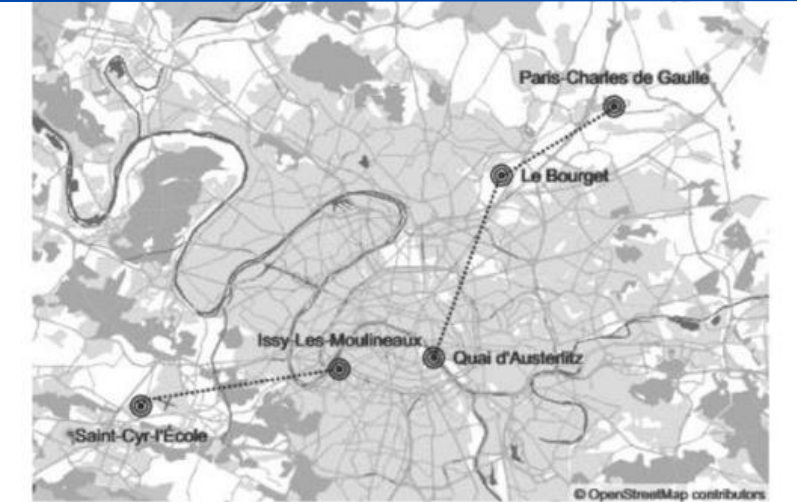 Paris-Charles de Gaulle
Le Bourget
Issy-Les-Moulineaux
Quai d'Austerlitz
Saint-Cyr-l'École
© OpenStreetMap contributors